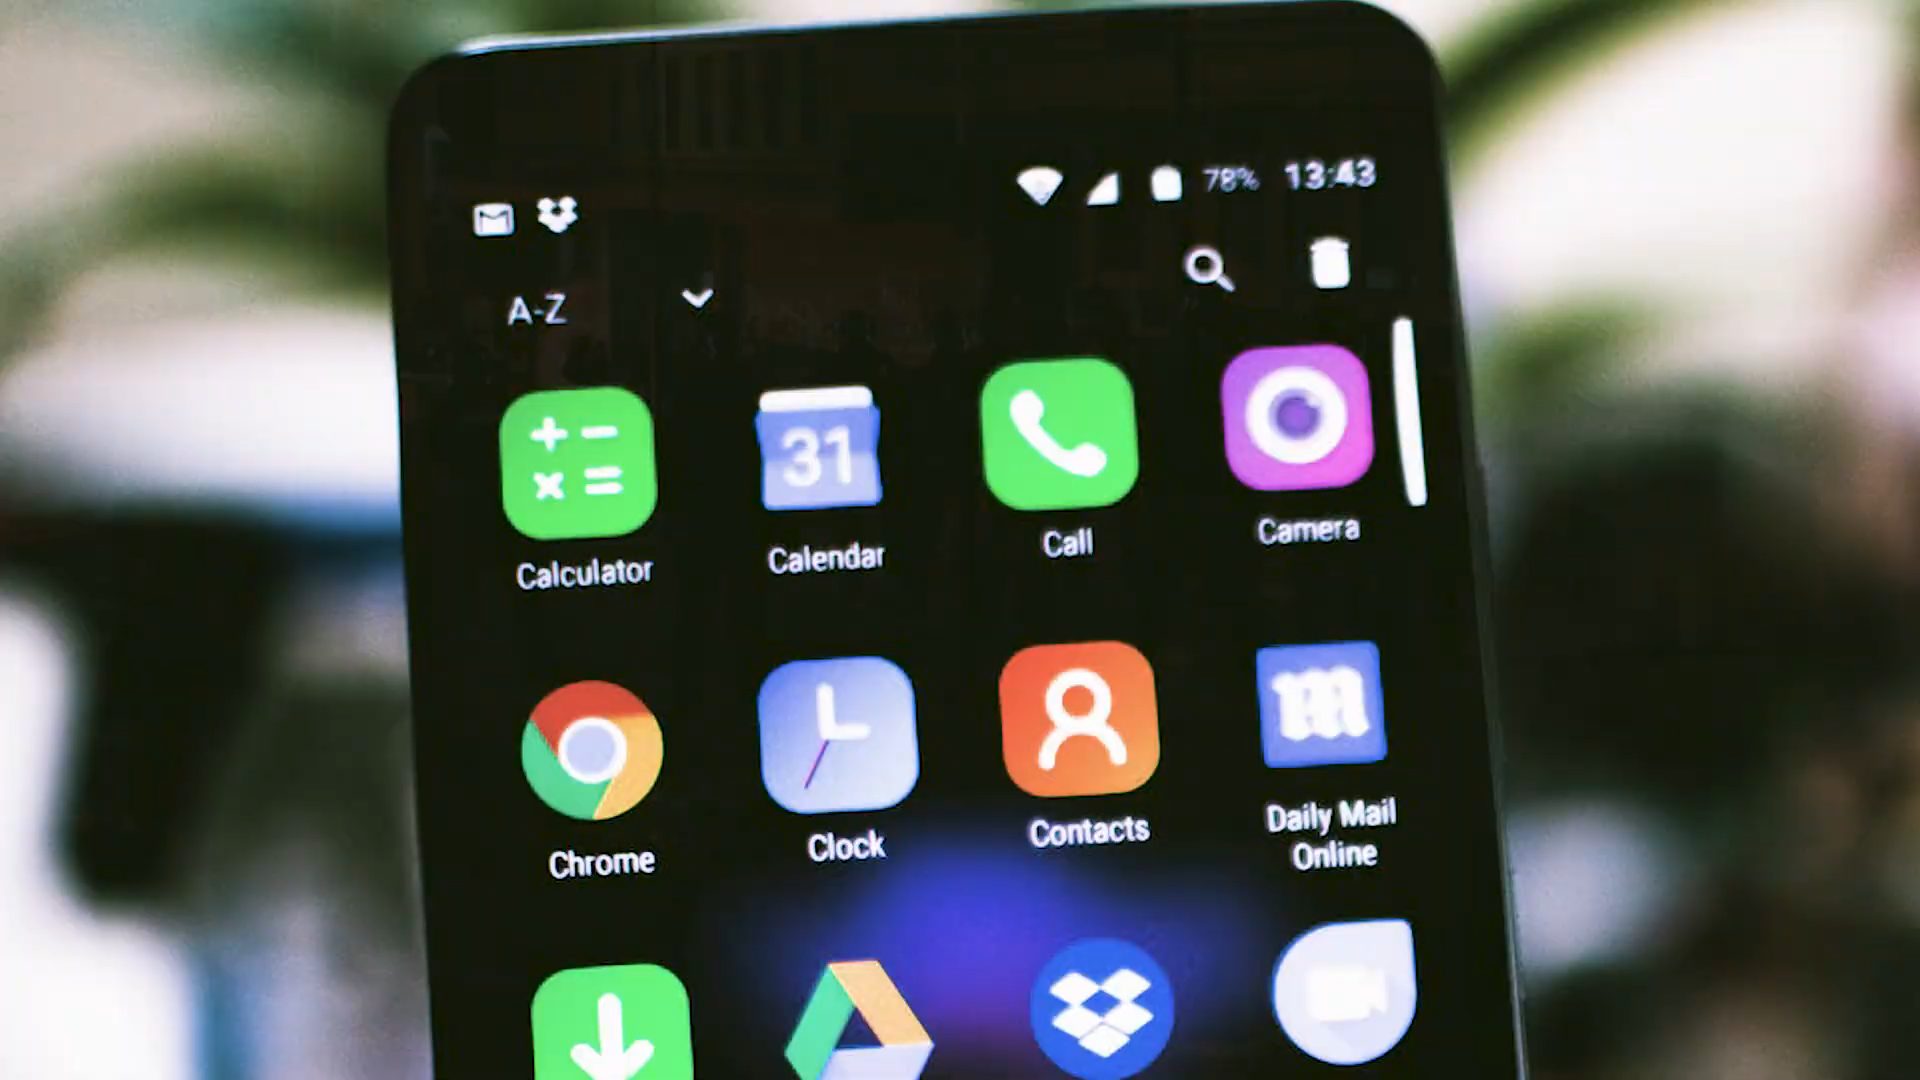 78% 13:43
A-Z
31
Calculator
Calendar
Call
Camera
Chrome
Clock
Contacts
Daily Mail
Online